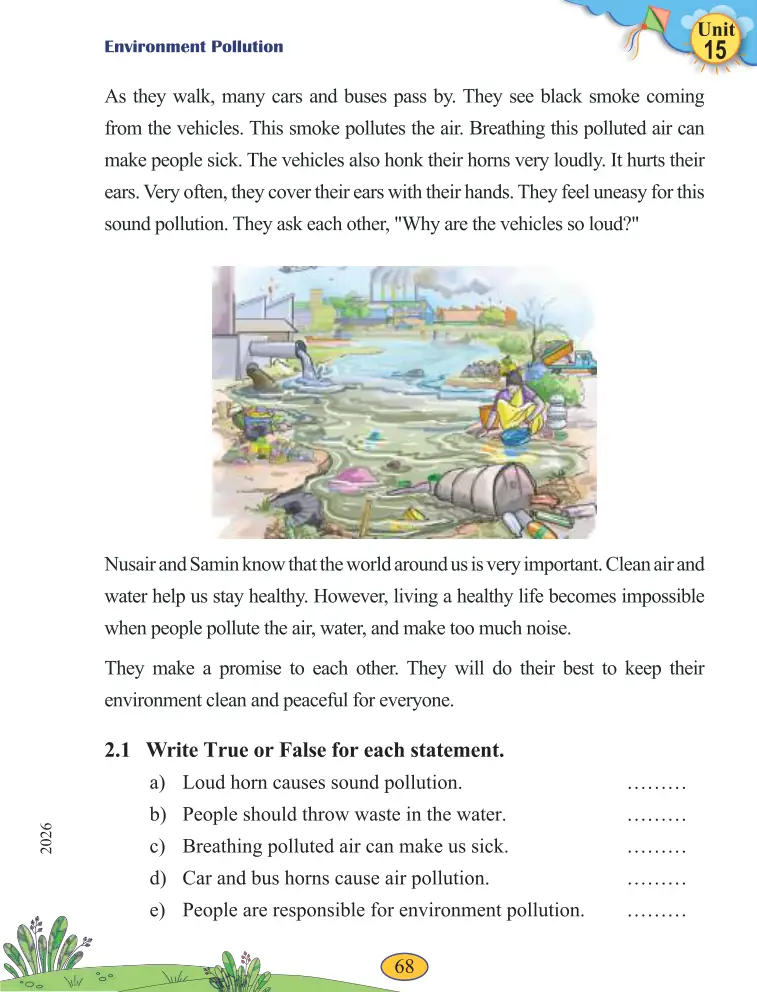 Environment Pollution
Unit
15
As they walk, many cars and buses pass by. They see black smoke coming
from the vehicles. This smoke pollutes the air. Breathing this polluted air can
make people sick. The vehicles also honk their horns very loudly. It hurts their
ears. Very often, they cover their ears with their hands. They feel uneasy for this
sound pollution. They ask each other, "Why are the vehicles so loud?"
Nusair and Samin know that the world around us is very important. Clean air and
water help us stay healthy. However, living a healthy life becomes impossible
when people pollute the air, water, and make too much noise.
They make a promise to each other. They will do their best to keep their
environment clean and peaceful for everyone.
2.1 Write True or False for each statement.
a) Loud horn causes sound pollution. ………
b) People should throw waste in the water. ………
c) Breathing polluted air can make us sick. ………
d) Car and bus horns cause air pollution. ………
e) People are responsible for environment pollution. ………
2026
68